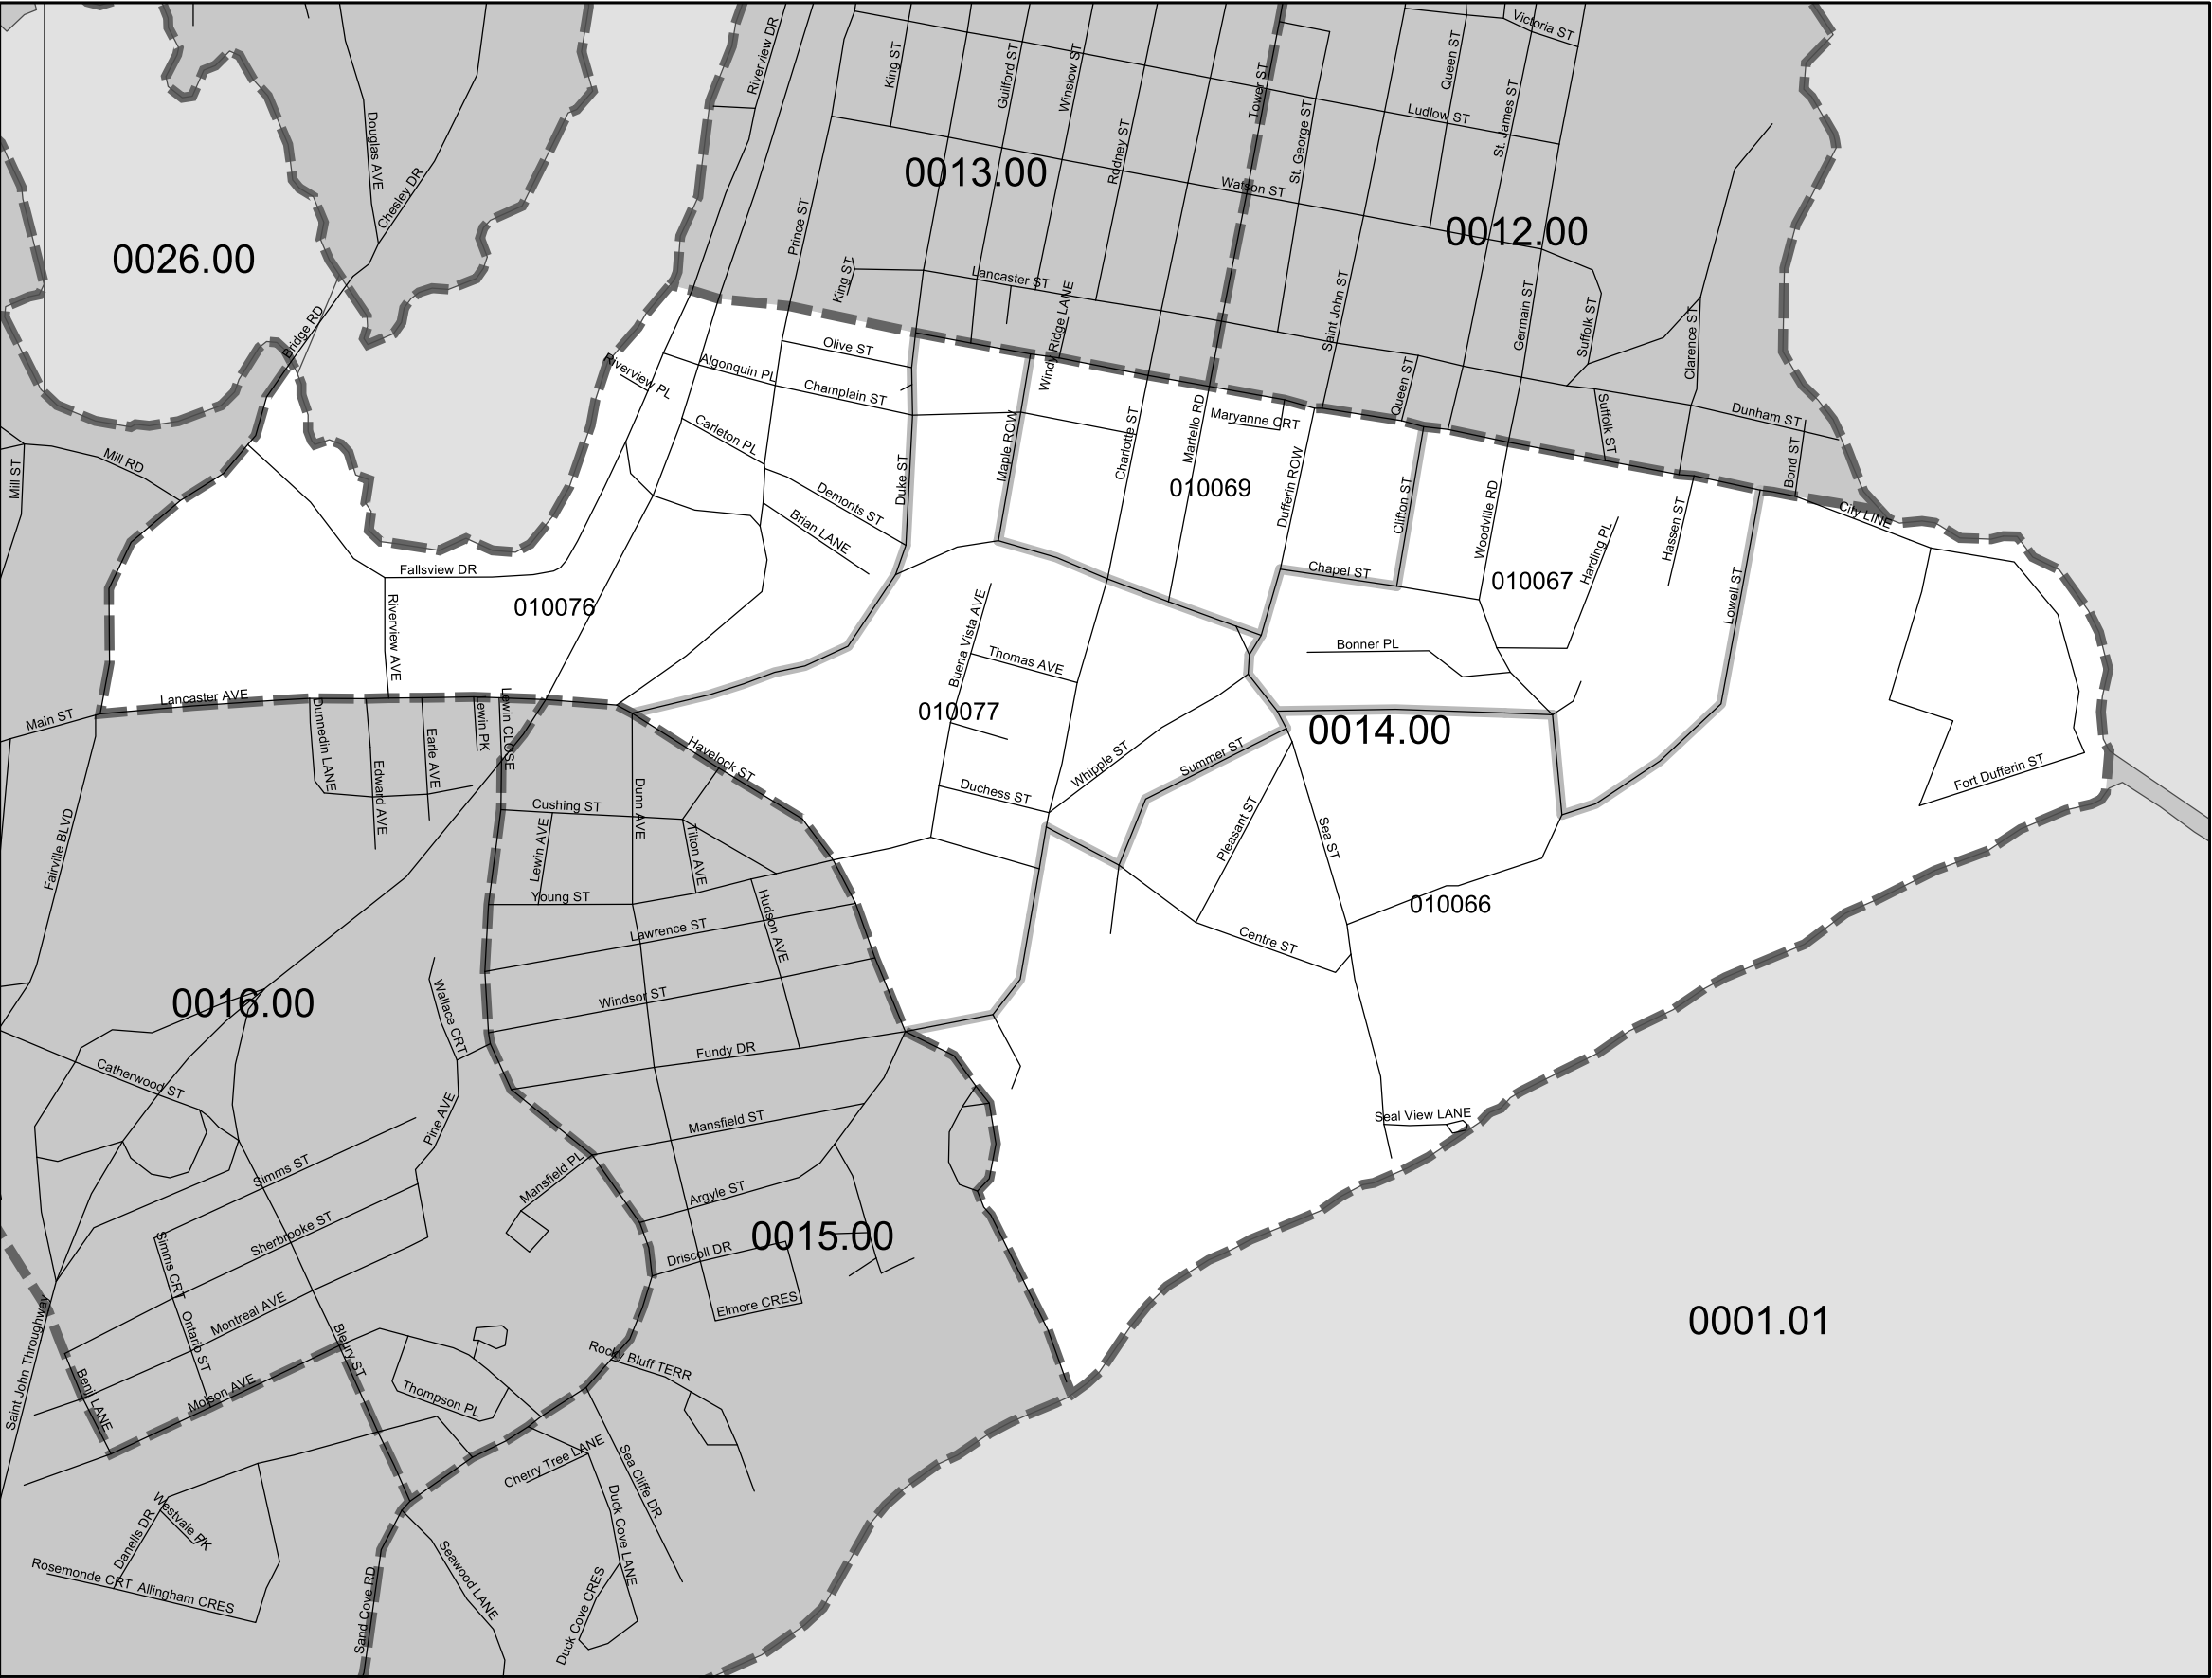 Victoria ST
Riverview DR
King ST
Guilford ST
Winslow ST
Tower ST
Queen ST
St. James ST
Ludlow ST
Rodney ST
St. George ST
Douglas AVE
Chesley DR
0013.00
Watson ST
0012.00
Prince ST
0026.00
King ST
Lancaster ST
Windy Ridge LANE
Saint John ST
Germain ST
Suffolk ST
Clarence ST
Bridge RD
Olive ST
Riverview PL
Algonquin PL
Champlain ST
Queen ST
Suffolk ST
Dunham ST
Bond ST
Maryanne CRT
Martello RD
Charlotte ST
Maple ROW
Carleton PL
Duke ST
Mill RD
Mill ST
Demonts ST
Brian LANE
010069
Dufferin ROW
Clifton ST
Woodville RD
Harding PL
Hassen ST
City LINE
Fallsview DR
Chapel ST
010067
Lowell ST
010076
Riverview AVE
Buena Vista AVE
Thomas AVE
Bonner PL
Lancaster AVE
Main ST
010077
0014.00
Dunnedin LANE
Edward AVE
Earle AVE
Lewin PK
Lewin CLOSE
Havelock ST
Dunn AVE
Whipple ST
Summer ST
Duchess ST
Fort Dufferin ST
Cushing ST
Lewin AVE
Tilton AVE
Pleasant ST
Sea ST
Fairville BLVD
Young ST
Hudson AVE
Lawrence ST
010066
Centre ST
Windsor ST
0016.00
Wallace CRT
Fundy DR
Catherwood ST
Pine AVE
Mansfield ST
Seal View LANE
Simms ST
Mansfield PL
Argyle ST
Sherbrooke ST
0015.00
Driscoll DR
Simms CRT
Ontario ST
Montreal AVE
Elmore CRES
0001.01
Saint John Throughway
Benji LANE
Molson AVE
Bleury ST
Rocky Bluff TERR
Thompson PL
Cherry Tree LANE
Sea Cliffe DR
Duck Cove LANE
Westvale PK
Danells DR
Rosemonde CRT
Allingham CRES
Sand Cove RD
Seawood LANE
Duck Cove CRES